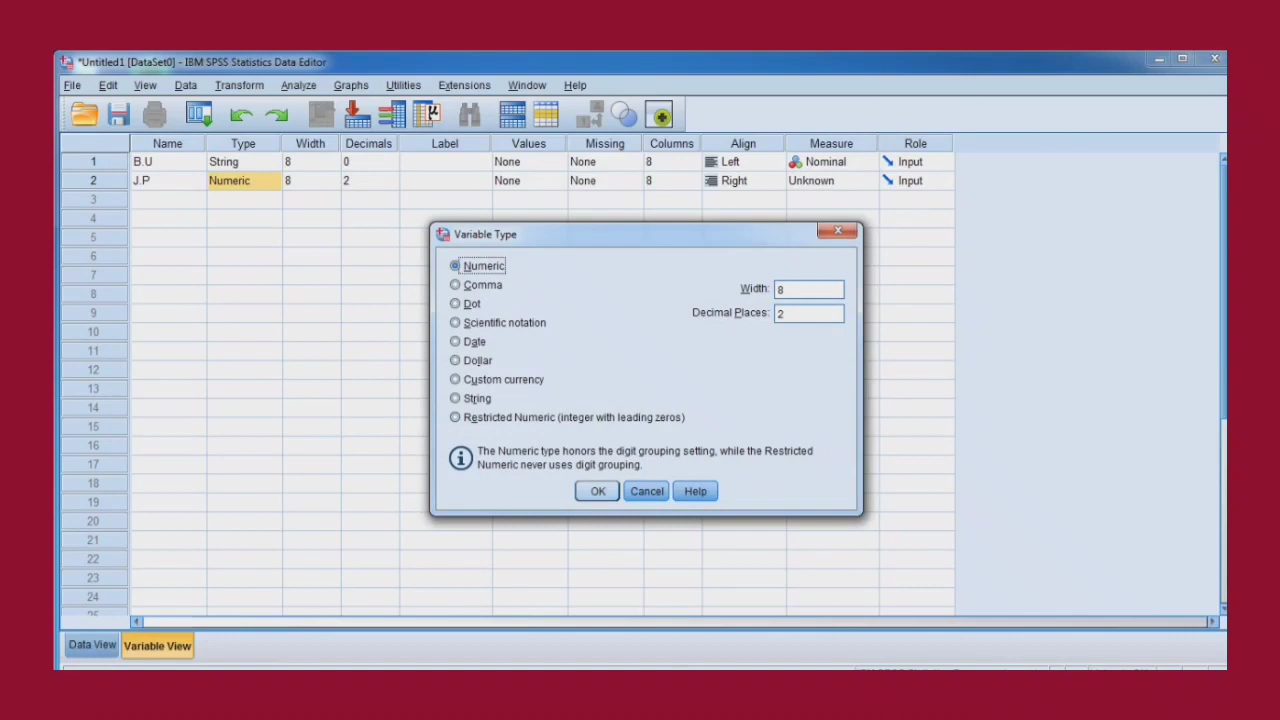 *Untitled1 [DataSet0] - IBM SPSS Statistics Data Editor
File Edit View Data Transform Analyze Graphs Utilities Extensions Window Help
Name Type Width Decimals Label Values Missing Columns Align Measure Role
1 B.U String 8 0 None None 8 Left Nominal Input
2 J.P Numeric 8 2 None None 8 Right Unknown Input
3
4
5
6
7
8
9
10
11
12
13
14
15
16
17
18
19
20
21
22
23
24
25
Variable Type
Numeric
Comma
Dot
Scientific notation
Date
Dollar
Custom currency
String
Restricted Numeric (integer with leading zeros)
Width: 8
Decimal Places: 2
The Numeric type honors the digit grouping setting, while the Restricted
Numeric never uses digit grouping.
OK Cancel Help
Data View Variable View